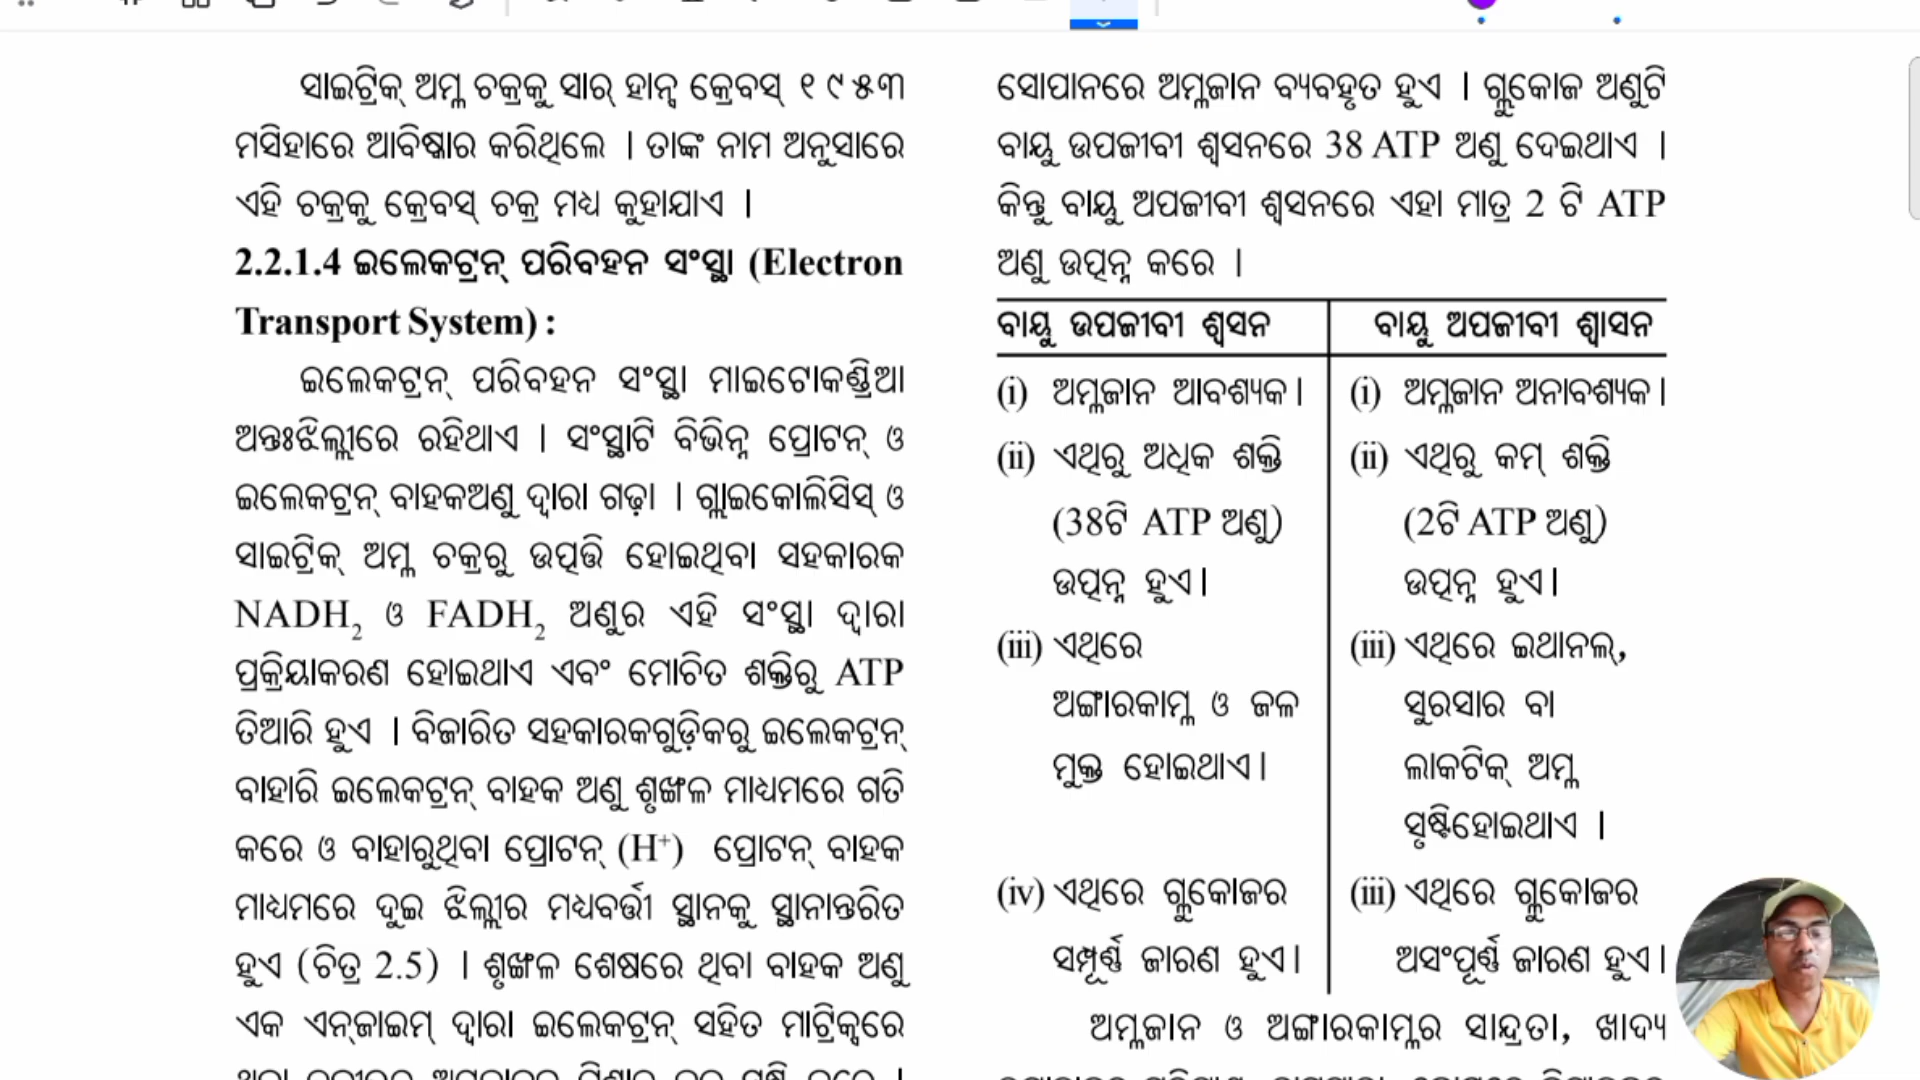 ସାଇଟ୍ରିକ୍ ଅମ୍ଳ ଚକ୍ରକୁ ସାର୍ ହାନ୍ସ କ୍ରେବସ୍ ୧୯୫୩
ମସିହାରେ ଆବିଷ୍କାର କରିଥିଲେ । ତାଙ୍କ ନାମ ଅନୁସାରେ
ଏହି ଚକ୍ରକୁ କ୍ରେବସ୍ ଚକ୍ର ମଧ୍ୟ କୁହାଯାଏ ।
2.2.1.4 ଇଲେକଟ୍ରନ୍ ପରିବହନ ସଂସ୍ଥା (Electron
Transport System) :
ଇଲେକଟ୍ରନ୍ ପରିବହନ ସଂସ୍ଥା ମାଇଟୋକଣ୍ଡ୍ରିଆ
ଅନ୍ତଃଝିଲ୍ଲୀରେ ରହିଥାଏ । ସଂସ୍ଥାଟି ବିଭିନ୍ନ ପ୍ରୋଟନ୍ ଓ
ଇଲେକଟ୍ରନ୍ ବାହକଅଣୁ ଦ୍ୱାରା ଗଢ଼ା । ଗ୍ଲାଇକୋଲିସିସ୍ ଓ
ସାଇଟ୍ରିକ୍ ଅମ୍ଳ ଚକ୍ରରୁ ଉତ୍ପତ୍ତି ହୋଇଥିବା ସହକାରକ
NADH₂ ଓ FADH₂ ଅଣୁର ଏହି ସଂସ୍ଥା ଦ୍ୱାରା
ପ୍ରକ୍ରିୟାକରଣ ହୋଇଥାଏ ଏବଂ ମୋଚିତ ଶକ୍ତିରୁ ATP
ତିଆରି ହୁଏ । ବିଜାରିତ ସହକାରକଗୁଡ଼ିକରୁ ଇଲେକଟ୍ରନ୍
ବାହାରି ଇଲେକଟ୍ରନ୍ ବାହକ ଅଣୁ ଶୃଙ୍ଖଳ ମାଧ୍ୟମରେ ଗତି
କରେ ଓ ବାହାରୁଥିବା ପ୍ରୋଟନ୍ (H⁺) ପ୍ରୋଟନ୍ ବାହକ
ମାଧ୍ୟମରେ ଦୁଇ ଝିଲ୍ଲୀର ମଧ୍ୟବର୍ତ୍ତୀ ସ୍ଥାନକୁ ସ୍ଥାନାନ୍ତରିତ
ହୁଏ (ଚିତ୍ର 2.5) । ଶୃଙ୍ଖଳ ଶେଷରେ ଥିବା ବାହକ ଅଣୁ
ଏକ ଏନ୍‌ଜାଇମ୍ ଦ୍ୱାରା ଇଲେକଟ୍ରନ୍ ସହିତ ମାଟ୍ରିକ୍ସରେ
ସୋପାନରେ ଅମ୍ଳଜାନ ବ୍ୟବହୃତ ହୁଏ । ଗ୍ଲୁକୋଜ ଅଣୁଟି
ବାୟୁ ଉପଜୀବୀ ଶ୍ୱସନରେ 38 ATP ଅଣୁ ଦେଇଥାଏ ।
କିନ୍ତୁ ବାୟୁ ଅପଜୀବୀ ଶ୍ୱସନରେ ଏହା ମାତ୍ର 2 ଟି ATP
ଅଣୁ ଉତ୍ପନ୍ନ କରେ ।
ବାୟୁ ଉପଜୀବୀ ଶ୍ୱସନ ବାୟୁ ଅପଜୀବୀ ଶ୍ୱାସନ
(i) ଅମ୍ଳଜାନ ଆବଶ୍ୟକ। (i) ଅମ୍ଳଜାନ ଅନାବଶ୍ୟକ।
(ii) ଏଥିରୁ ଅଧିକ ଶକ୍ତି (ii) ଏଥିରୁ କମ୍ ଶକ୍ତି
(38ଟି ATP ଅଣୁ) (2ଟି ATP ଅଣୁ)
ଉତ୍ପନ୍ନ ହୁଏ। ଉତ୍ପନ୍ନ ହୁଏ।
(iii) ଏଥିରେ (iii) ଏଥିରେ ଇଥାନଲ୍,
ଅଙ୍ଗାରକାମ୍ଳ ଓ ଜଳ ସୁରସାର ବା
ମୁକ୍ତ ହୋଇଥାଏ। ଲାକଟିକ୍ ଅମ୍ଳ
ସୃଷ୍ଟିହୋଇଥାଏ ।
(iv) ଏଥିରେ ଗ୍ଲୁକୋଜର (iii) ଏଥିରେ ଗ୍ଲୁକୋଜର
ସମ୍ପୂର୍ଣ୍ଣ ଜାରଣ ହୁଏ। ଅସଂପୂର୍ଣ୍ଣ ଜାରଣ ହୁଏ।
ଅମ୍ଳଜାନ ଓ ଅଙ୍ଗାରକାମ୍ଳର ସାନ୍ଦ୍ରତା, ଖାଦ୍ୟ